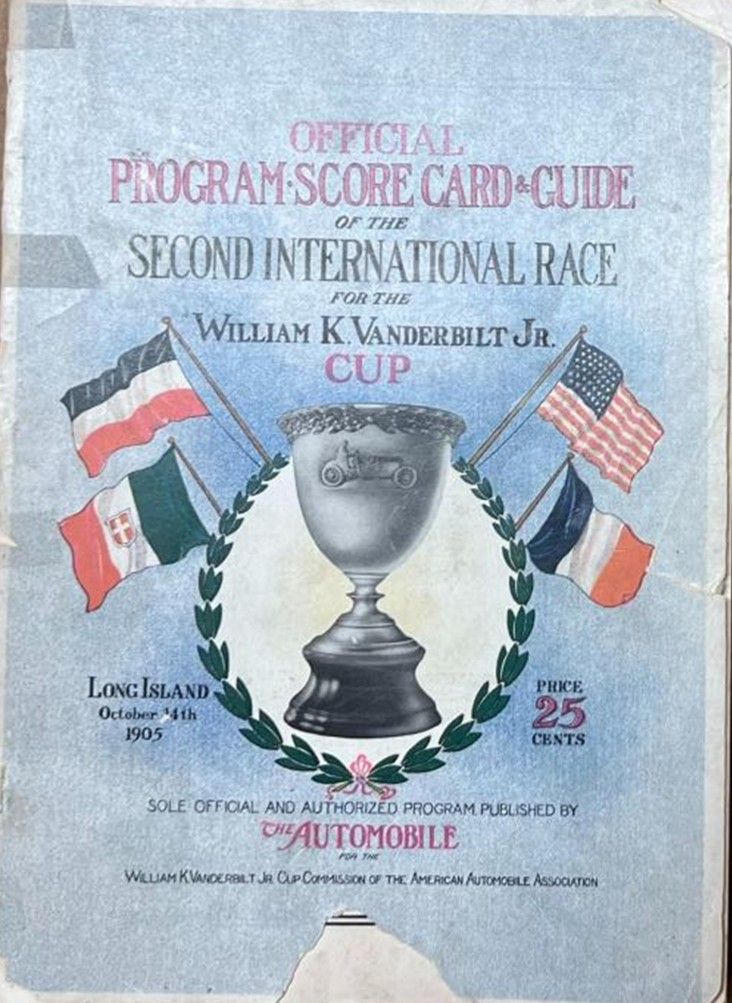 OFFICIAL
PROGRAM·SCORE CARD & GUIDE
OF THE
SECOND INTERNATIONAL RACE
FOR THE
WILLIAM K. VANDERBILT JR.
CUP
LONG ISLAND
October 14th
1905
PRICE
25
CENTS
SOLE OFFICIAL AND AUTHORIZED PROGRAM, PUBLISHED BY
THE AUTOMOBILE
FOR THE
WILLIAM K. VANDERBILT JR. CUP COMMISSION OF THE AMERICAN AUTOMOBILE ASSOCIATION